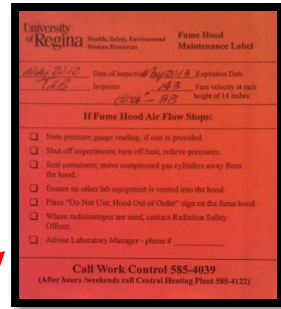 University
of Regina
Health, Safety, Environment
Human Resources
Fume Hood
Maintenance Label
May 2012 Date of inspection May 2013 Expiration Date
Inspector 143 Face velocity at sash
height of 14 inches
If Fume Hood Air Flow Stops:
Note pressure gauge reading, if one is provided.
Shut off experiments; turn off heat, relieve pressures.
Seal containers; move compressed gas cylinders away from
the hood.
Ensure no other lab equipment is vented into the hood.
Place "Do Not Use; Hood Out of Order" sign on the fume hood.
Where radioisotopes are used, contact Radiation Safety
Officer.
Advise Laboratory Manager - phone #
Call Work Control 585-4039
(After hours /weekends call Central Heating Plant 585-4122)